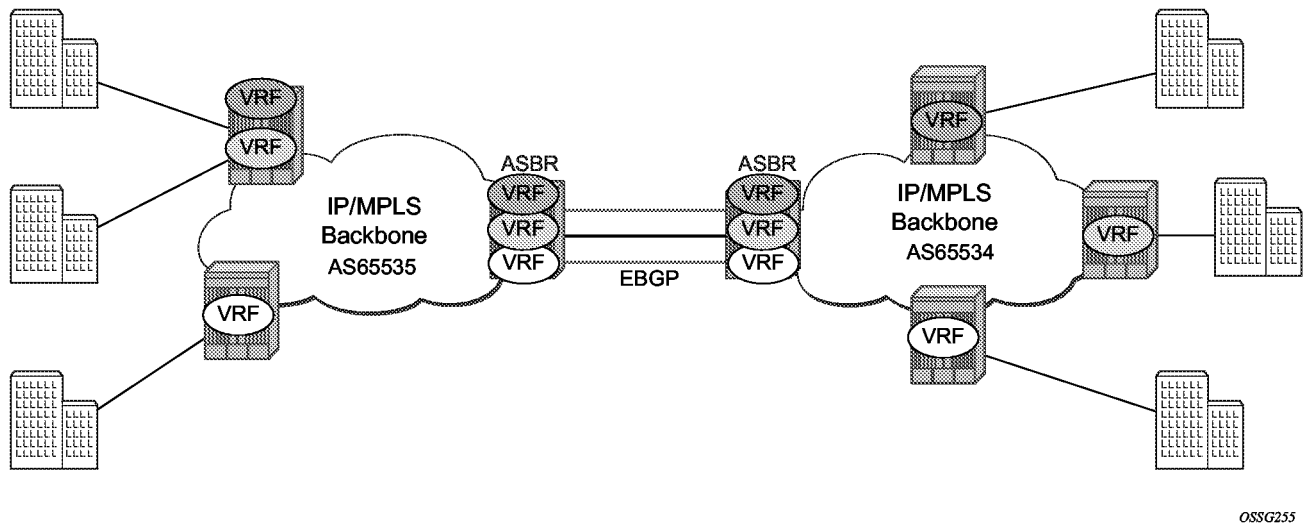 VRF
VRF
VRF
ASBR
VRF
VRF
VRF
IP/MPLS
Backbone
AS65535
EBGP
ASBR
VRF
VRF
VRF
IP/MPLS
Backbone
AS65534
VRF
VRF
VRF
OSSG255